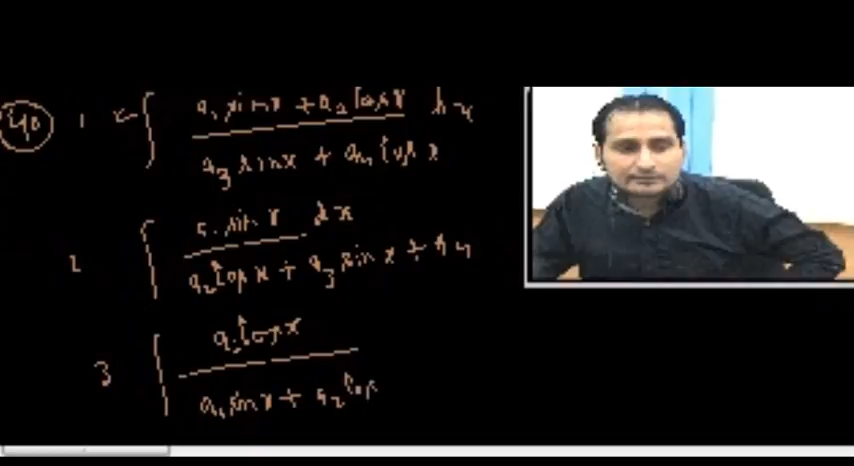 40 1 ∫ a₁ sin x + a₂ cos x dx
a₃ sin x + a₄ cos x
2 ∫ a₁ sin x dx
a₂ cos x + a₃ sin x + a₄
3 ∫ a₁ cos x
a₁ sin x + a₂ cos